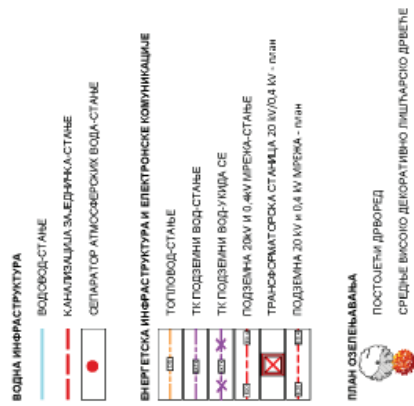 ВОДНА ИНФРАСТРУКТУРА
ВОДОВОД-СТАЊЕ
КАНАЛИЗАЦИЈА ЗАЈЕДНИЧКА-СТАЊЕ
СЕПАРАТОР АТМОСФЕРСКИХ ВОДА-СТАЊЕ
ЕНЕРГЕТСКА ИНФРАСТРУКТУРА И ЕЛЕКТРОНСКЕ КОМУНИКАЦИЈЕ
ТОПЛОВОД-СТАЊЕ
ТК ПОДЗЕМНИ ВОД-СТАЊЕ
ТК ПОДЗЕМНИ ВОД-УКИДА СЕ
ПОДЗЕМНА 20kV И 0,4kV МРЕЖА-СТАЊЕ
ТРАНСФОРМАТОРСКА СТАНИЦА 20 kV/0,4 kV - план
ПОДЗЕМНА 20 kV и 0,4 kV МРЕЖА - план
ПЛАН ОЗЕЛЕЊАВАЊА
ПОСТОЈЕЋИ ДРВОРЕД
СРЕДЊЕ ВИСОКО ДЕКОРАТИВНО ЛИШЋАРСКО ДРВЕЋЕ